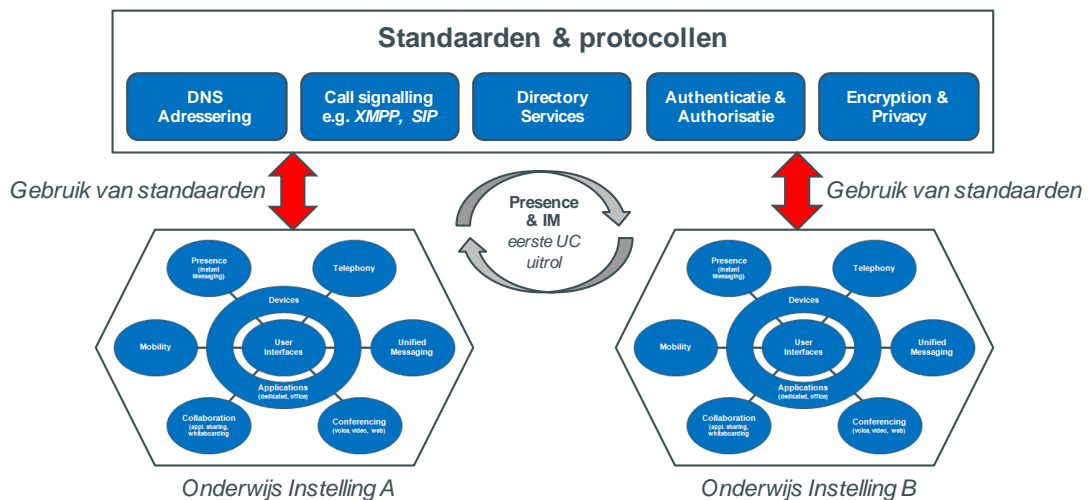 Standaarden & protocollen
DNS
Adressering
Call signalling
e.g. XMPP, SIP
Directory
Services
Authenticatie &
Authorisatie
Encryption &
Privacy
Gebruik van standaarden
Gebruik van standaarden
Presence
& IM
eerste UC
uitrol
Presence
(Instant
Messaging)
Telephony
Devices
Mobility
User
Interfaces
Unified
Messaging
Applications
(dedicated, office)
Collaboration
(appl. sharing,
whiteboarding
Conferencing
(voice, video, web)
Onderwijs Instelling A
Presence
(Instant
Messaging)
Telephony
Devices
Mobility
User
Interfaces
Unified
Messaging
Applications
(dedicated, office)
Collaboration
(appl. sharing,
whiteboarding
Conferencing
(voice, video, web)
Onderwijs Instelling B